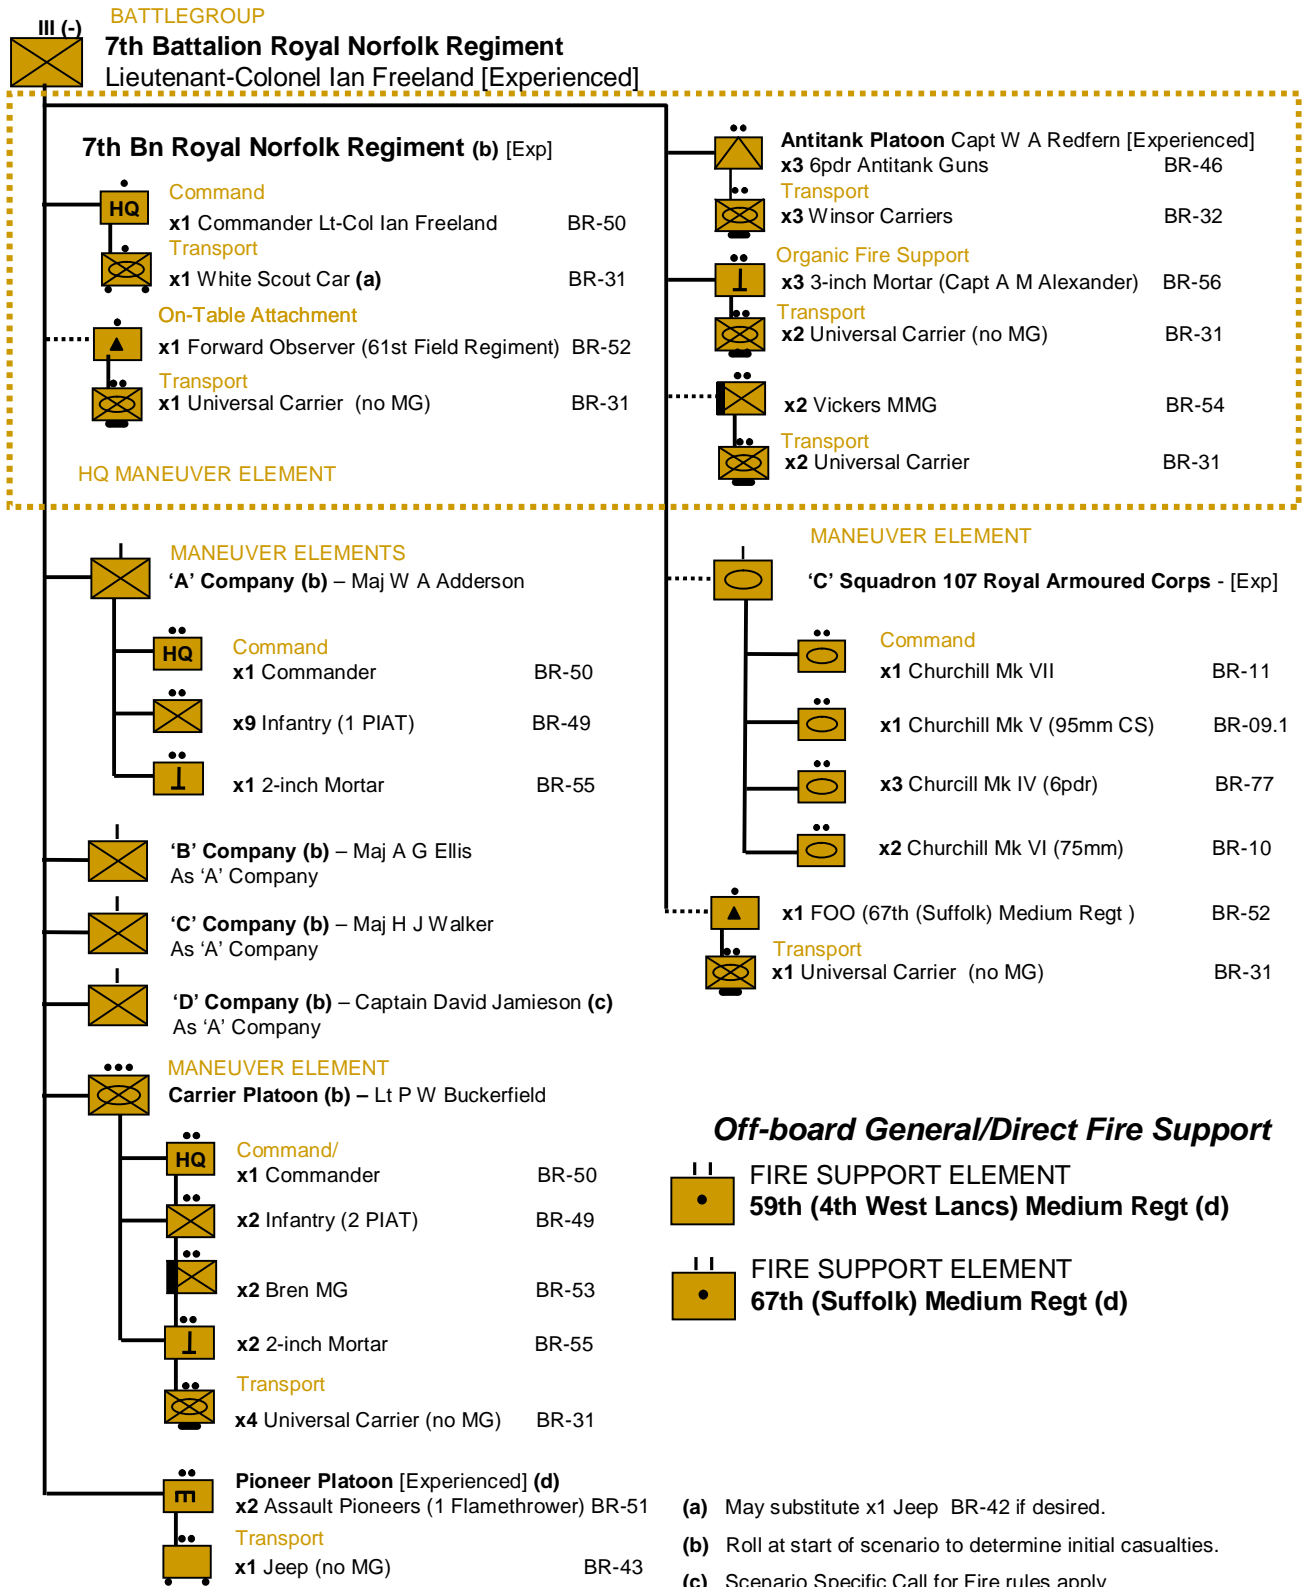 III (-)
BATTLEGROUP
7th Battalion Royal Norfolk Regiment
Lieutenant-Colonel Ian Freeland [Experienced]
7th Bn Royal Norfolk Regiment (b) [Exp]
HQ
Command
x1 Commander Lt-Col Ian Freeland BR-50
Transport
x1 White Scout Car (a) BR-31
On-Table Attachment
x1 Forward Observer (61st Field Regiment) BR-52
Transport
x1 Universal Carrier (no MG) BR-31
HQ MANEUVER ELEMENT
Antitank Platoon Capt W A Redfern [Experienced]
x3 6pdr Antitank Guns BR-46
Transport
x3 Winsor Carriers BR-32
Organic Fire Support
x3 3-inch Mortar (Capt A M Alexander) BR-56
Transport
x2 Universal Carrier (no MG) BR-31
x2 Vickers MMG BR-54
Transport
x2 Universal Carrier BR-31
MANEUVER ELEMENTS
‘A’ Company (b) – Maj W A Adderson
HQ
Command
x1 Commander BR-50
x9 Infantry (1 PIAT) BR-49
x1 2-inch Mortar BR-55
‘B’ Company (b) – Maj A G Ellis
As ‘A’ Company
‘C’ Company (b) – Maj H J Walker
As ‘A’ Company
‘D’ Company (b) – Captain David Jamieson (c)
As ‘A’ Company
MANEUVER ELEMENT
Carrier Platoon (b) – Lt P W Buckerfield
HQ
Command/
x1 Commander BR-50
x2 Infantry (2 PIAT) BR-49
x2 Bren MG BR-53
x2 2-inch Mortar BR-55
Transport
x4 Universal Carrier (no MG) BR-31
Pioneer Platoon [Experienced] (d)
x2 Assault Pioneers (1 Flamethrower) BR-51
Transport
x1 Jeep (no MG) BR-43
MANEUVER ELEMENT
‘C’ Squadron 107 Royal Armoured Corps - [Exp]
Command
x1 Churchill Mk VII BR-11
x1 Churchill Mk V (95mm CS) BR-09.1
x3 Churcill Mk IV (6pdr) BR-77
x2 Churchill Mk VI (75mm) BR-10
x1 FOO (67th (Suffolk) Medium Regt ) BR-52
Transport
x1 Universal Carrier (no MG) BR-31
Off-board General/Direct Fire Support
FIRE SUPPORT ELEMENT
59th (4th West Lancs) Medium Regt (d)
FIRE SUPPORT ELEMENT
67th (Suffolk) Medium Regt (d)
(a) May substitute x1 Jeep BR-42 if desired.
(b) Roll at start of scenario to determine initial casualties.
(c) Scenario Specific Call for Fire rules apply